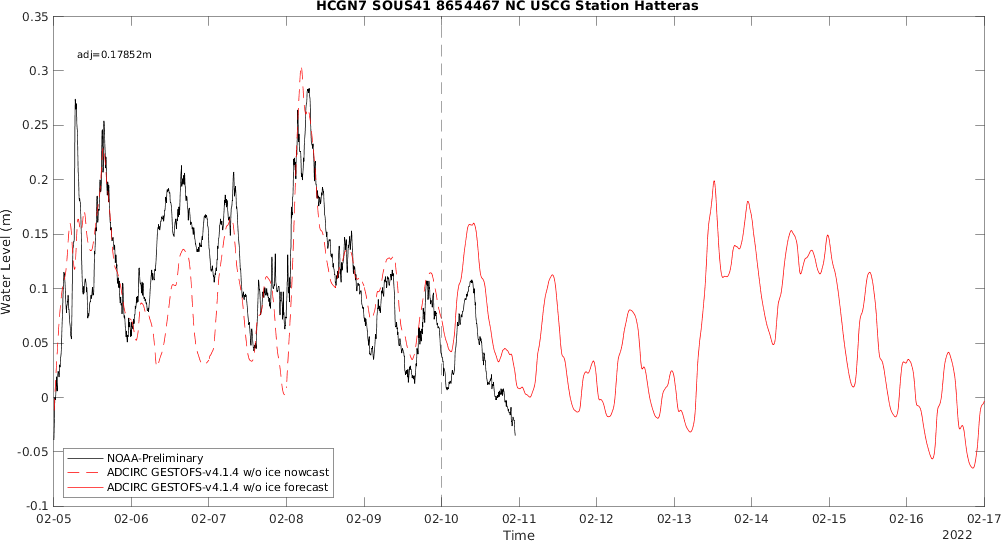 HCGN7 SOUS41 8654467 NC USCG Station Hatteras
0.35
adj=0.17852m
0.3
0.25
0.2
0.15
0.1
0.05
0
-0.05
-0.1
Water Level (m)
NOAA-Preliminary
ADCIRC GESTOFS-v4.1.4 w/o ice nowcast
ADCIRC GESTOFS-v4.1.4 w/o ice forecast
02-05 02-06 02-07 02-08 02-09 02-10 02-11 02-12 02-13 02-14 02-15 02-16 02-17
Time
2022